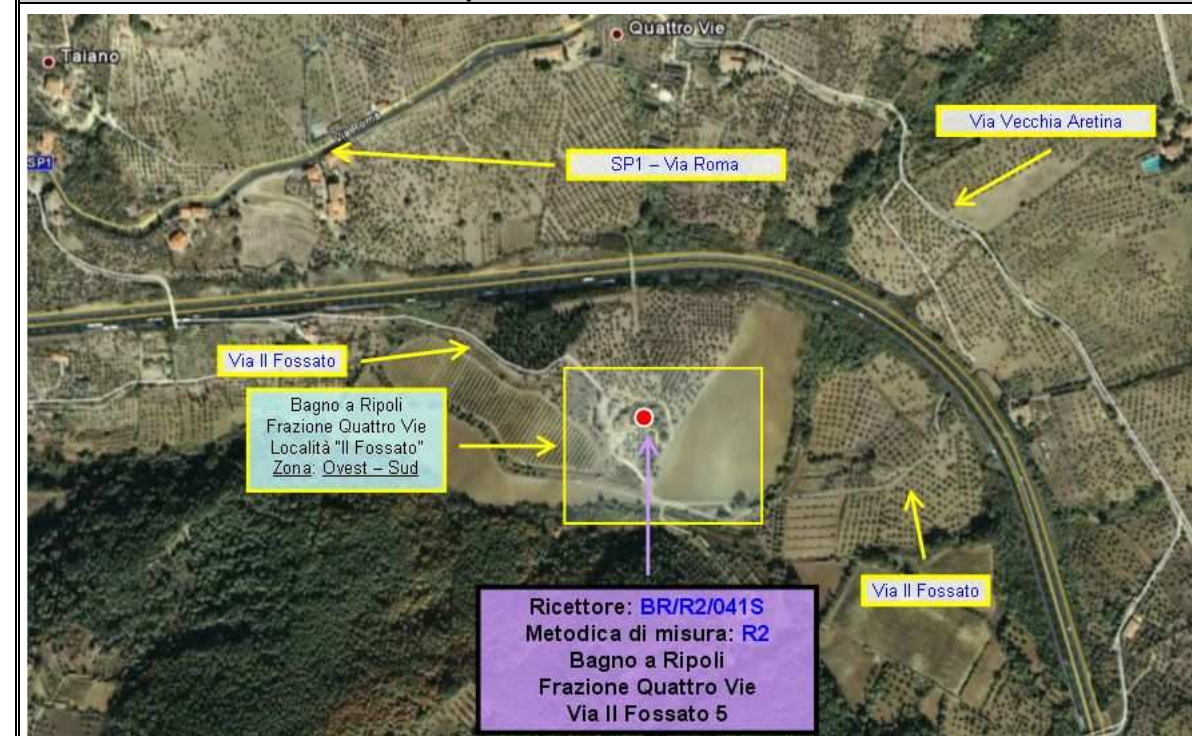 Quattro Vie
Taiano
Via Vecchia Aretina
SP1
SP1 – Via Roma
Via Il Fossato
Bagno a Ripoli
Frazione Quattro Vie
Località "Il Fossato"
Zona: Ovest – Sud
Via Il Fossato
Ricettore: BR/R2/041S
Metodica di misura: R2
Bagno a Ripoli
Frazione Quattro Vie
Via Il Fossato 5